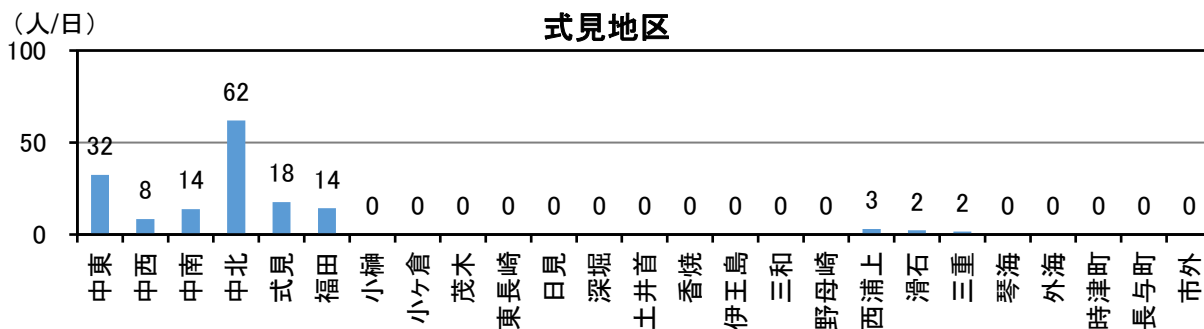 （人/日）
式見地区
100
50
0
32
8
14
62
18
14
0
0
0
0
0
0
0
0
0
0
0
3
2
2
0
0
0
0
0
中東
中西
中南
中北
式見
福田
小榊
小ヶ倉
茂木
東長崎
日見
深堀
土井首
香焼
伊王島
三和
野母崎
西浦上
滑石
三重
琴海
外海
時津町
長与町
市外